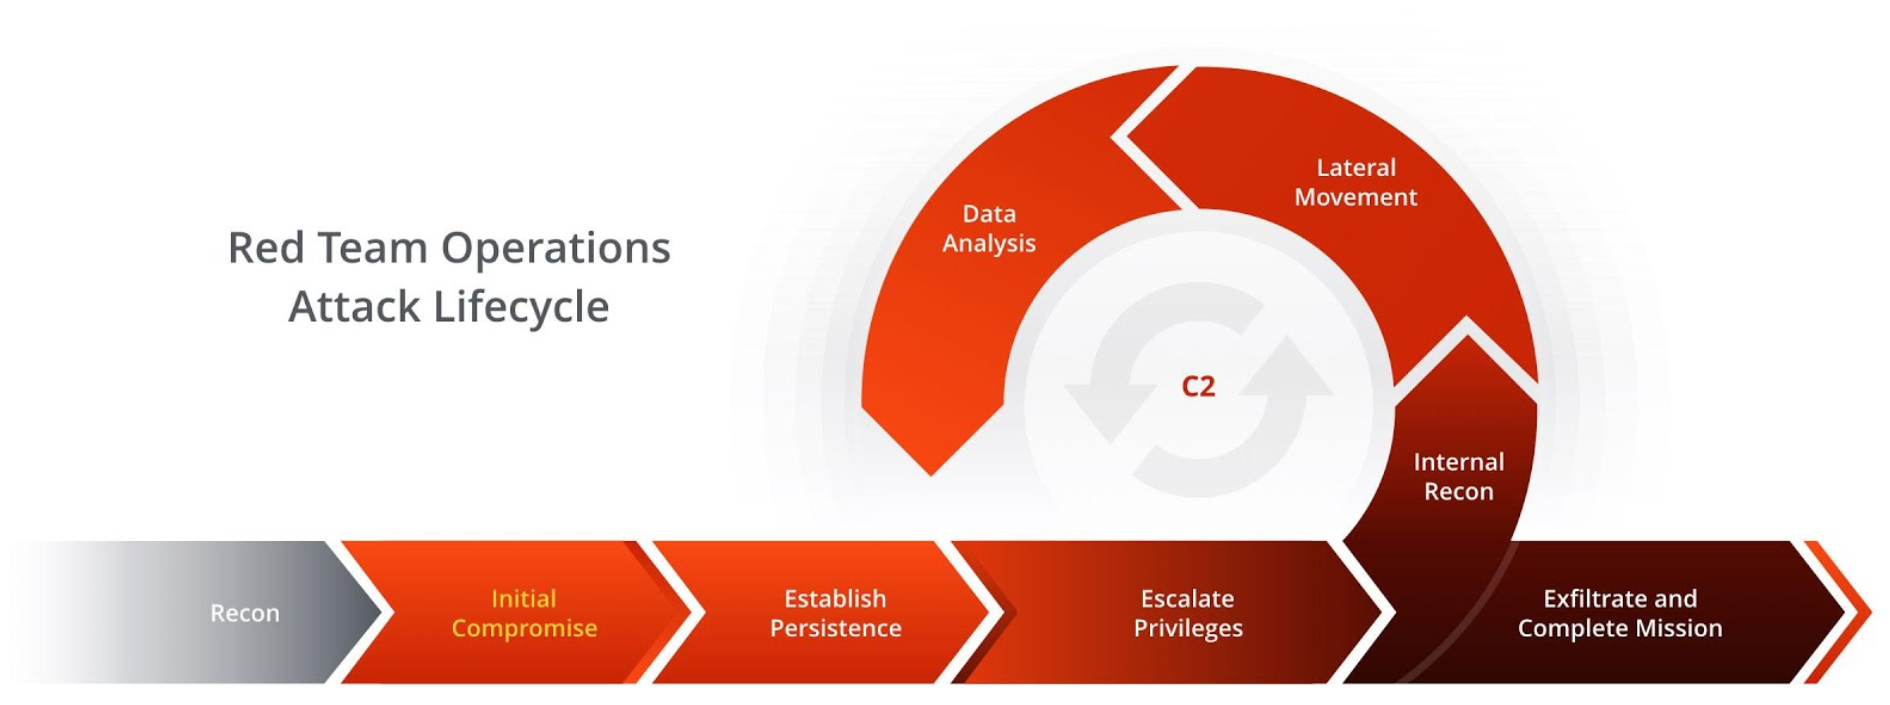 Red Team Operations
Attack Lifecycle
Data
Analysis
Lateral
Movement
C2
Internal
Recon
Recon
Initial
Compromise
Establish
Persistence
Escalate
Privileges
Exfiltrate and
Complete Mission